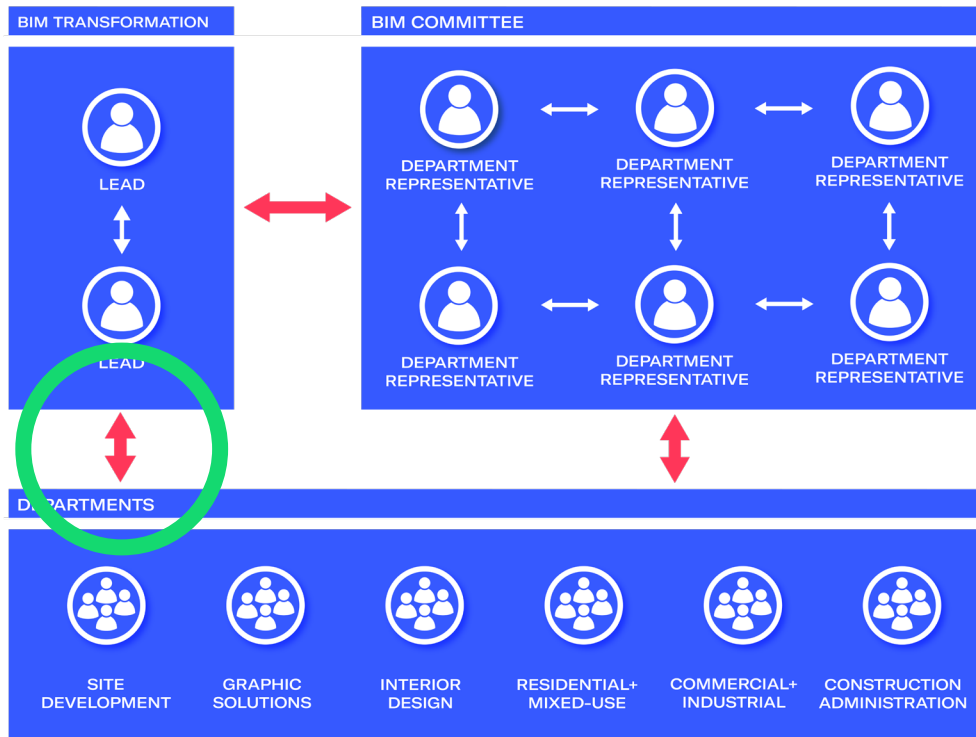 BIM TRANSFORMATION
BIM COMMITTEE
LEAD
LEAD
DEPARTMENT
REPRESENTATIVE
DEPARTMENT
REPRESENTATIVE
DEPARTMENT
REPRESENTATIVE
DEPARTMENT
REPRESENTATIVE
DEPARTMENT
REPRESENTATIVE
DEPARTMENT
REPRESENTATIVE
DEPARTMENTS
SITE
DEVELOPMENT
GRAPHIC
SOLUTIONS
INTERIOR
DESIGN
RESIDENTIAL+
MIXED-USE
COMMERCIAL+
INDUSTRIAL
CONSTRUCTION
ADMINISTRATION